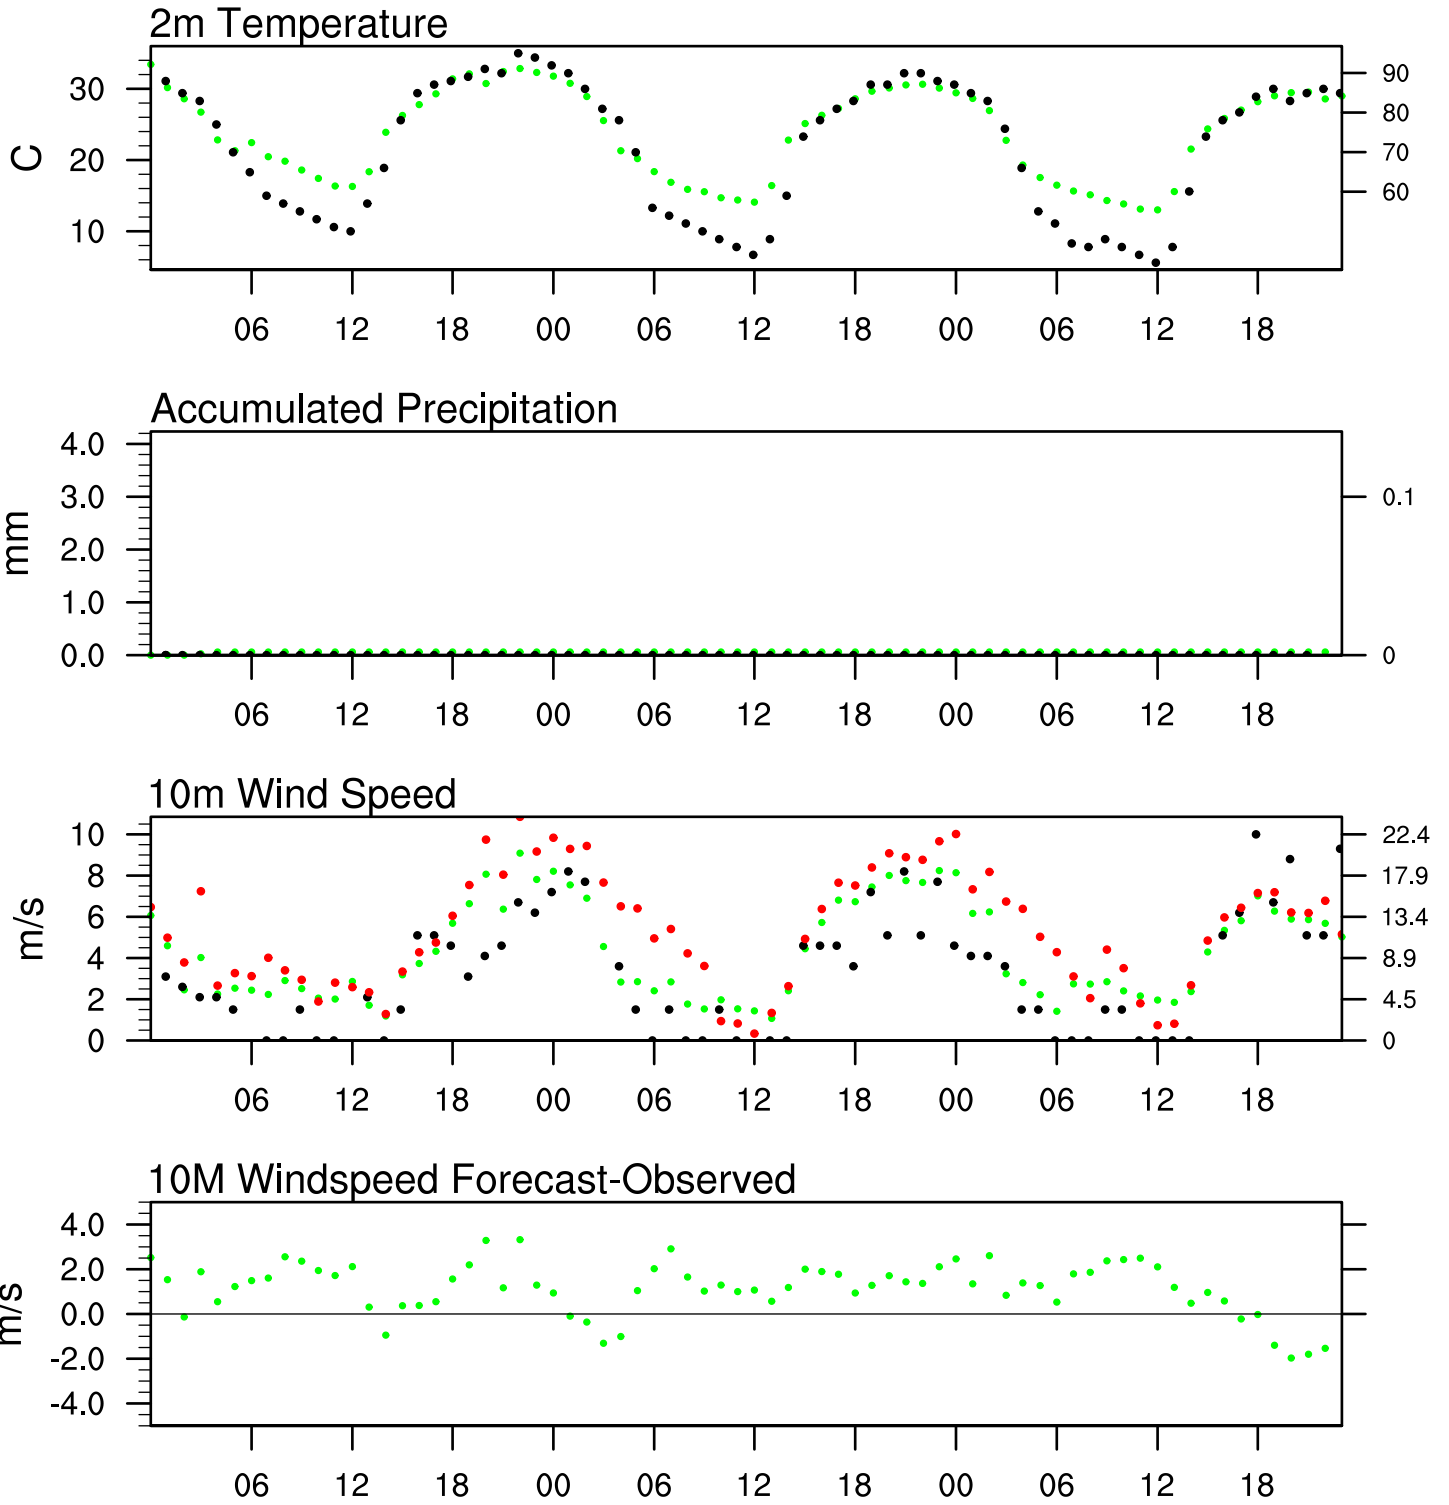 2m Temperature
30
20
10
C
90
80
70
60
06 12 18 00 06 12 18 00 06 12 18
Accumulated Precipitation
4.0
3.0
2.0
1.0
0.0
mm
0.1
0
06 12 18 00 06 12 18 00 06 12 18
10m Wind Speed
10
8
6
4
2
0
m/s
22.4
17.9
13.4
8.9
4.5
0
06 12 18 00 06 12 18 00 06 12 18
10M Windspeed Forecast-Observed
4.0
2.0
0.0
-2.0
-4.0
m/s
06 12 18 00 06 12 18 00 06 12 18